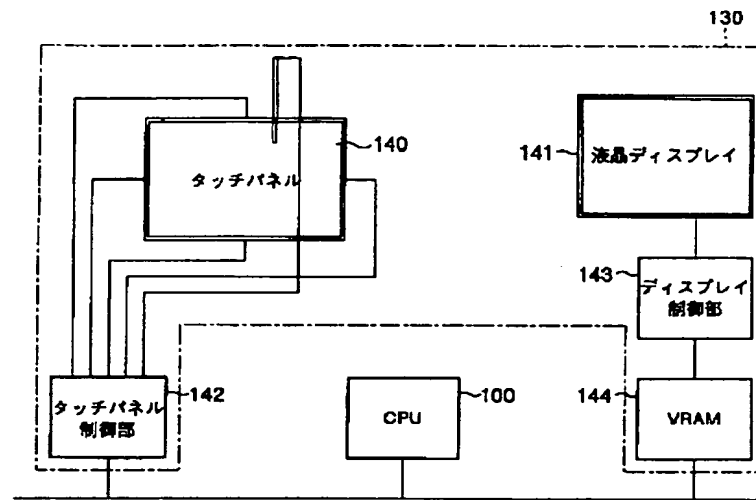 130
140
タッチパネル
141
液晶ディスプレイ
143
ディスプレイ
制御部
142
タッチパネル
制御部
100
CPU
144
VRAM